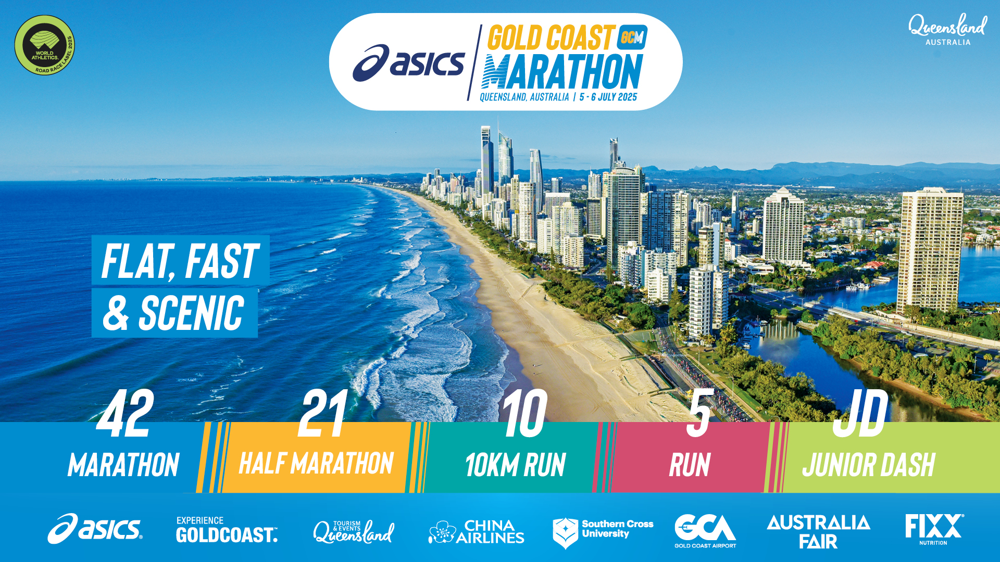 WORLD
ATHLETICS.
ROAD RACE LABEL 2025
asics
GOLD COAST GCM
MARATHON
QUEENSLAND, AUSTRALIA | 5 - 6 JULY 2025
Queensland
AUSTRALIA
FLAT, FAST
& SCENIC
42
MARATHON
21
HALF MARATHON
10
10KM RUN
5
RUN
JD
JUNIOR DASH
asics®
EXPERIENCE
GOLDCOAST.™
TOURISM
& EVENTS
Queensland
CHINA
AIRLINES
Southern Cross
University
GCA
GOLD COAST AIRPORT
AUSTRALIA
FAIR
FIXX®
NUTRITION